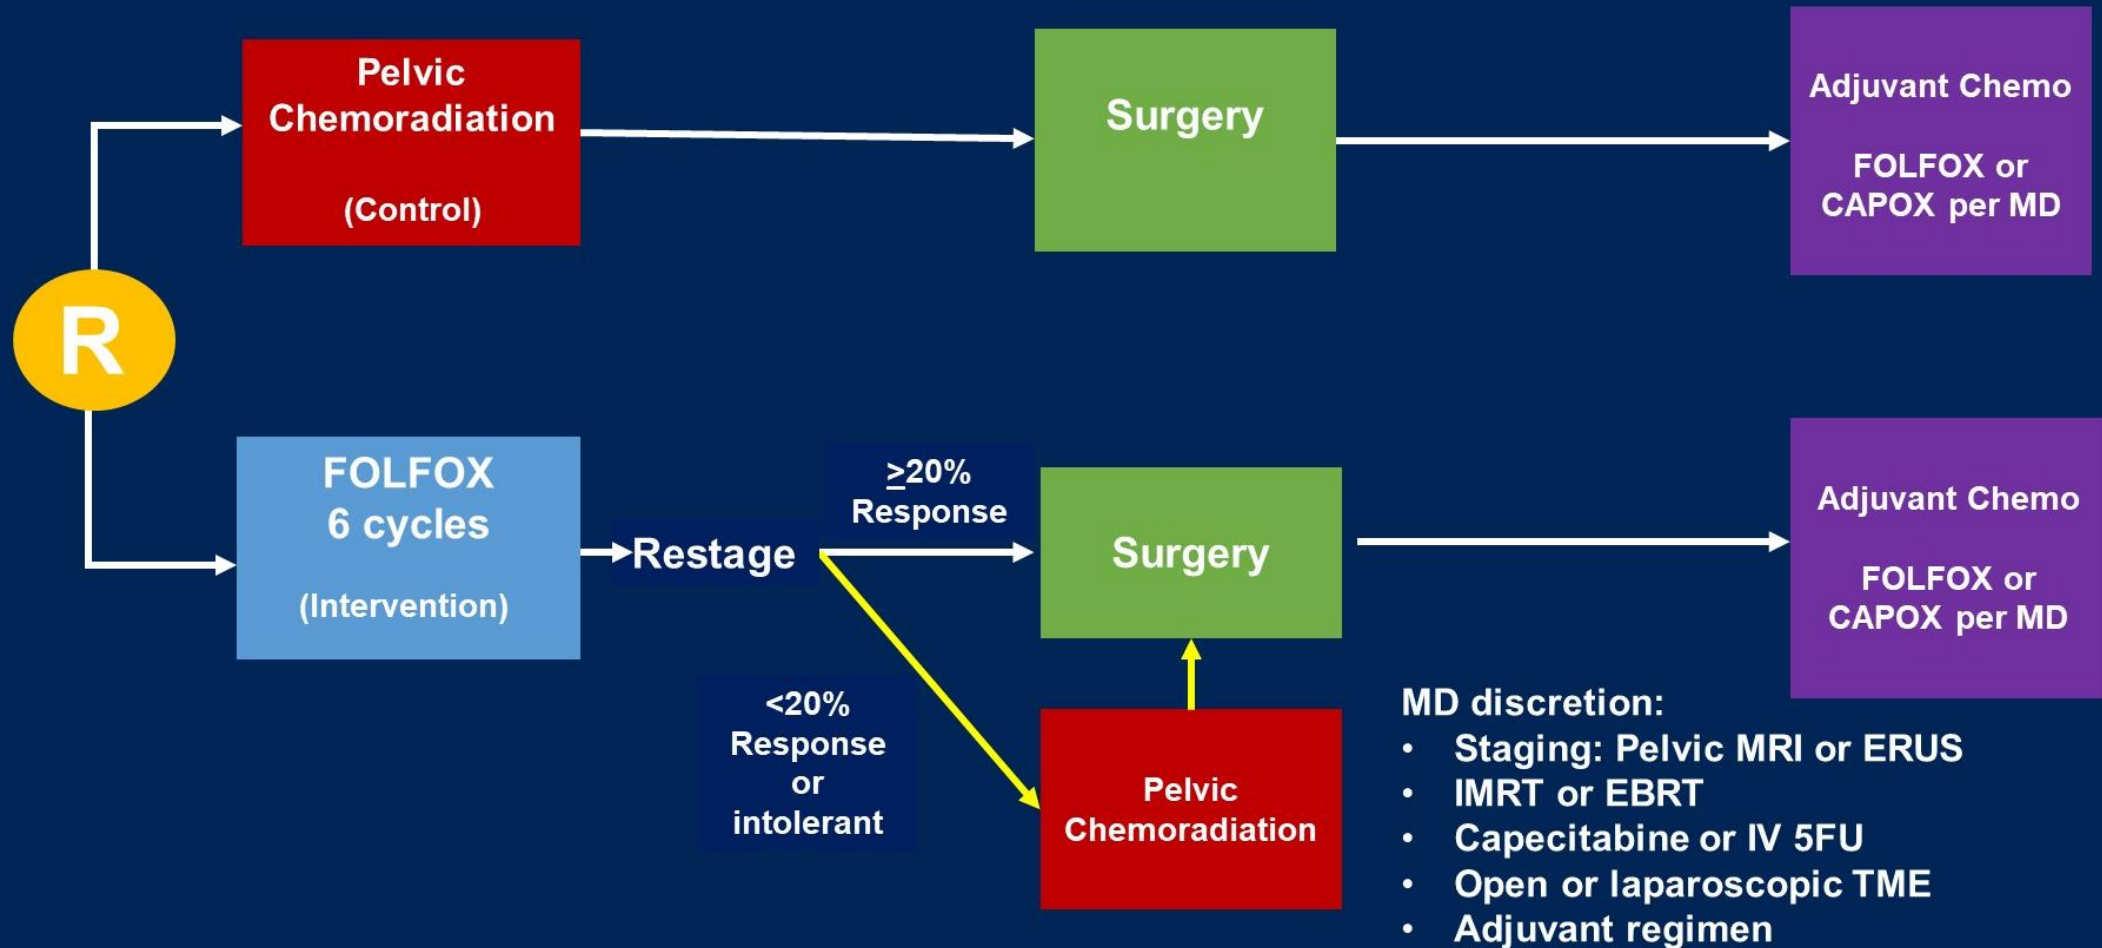 Pelvic
Chemoradiation
(Control)
Surgery
Adjuvant Chemo
FOLFOX or
CAPOX per MD
R
FOLFOX
6 cycles
(Intervention)
Restage
≥20%
Response
Surgery
Adjuvant Chemo
FOLFOX or
CAPOX per MD
<20%
Response
or
intolerant
Pelvic
Chemoradiation
MD discretion:
• Staging: Pelvic MRI or ERUS
• IMRT or EBRT
• Capecitabine or IV 5FU
• Open or laparoscopic TME
• Adjuvant regimen